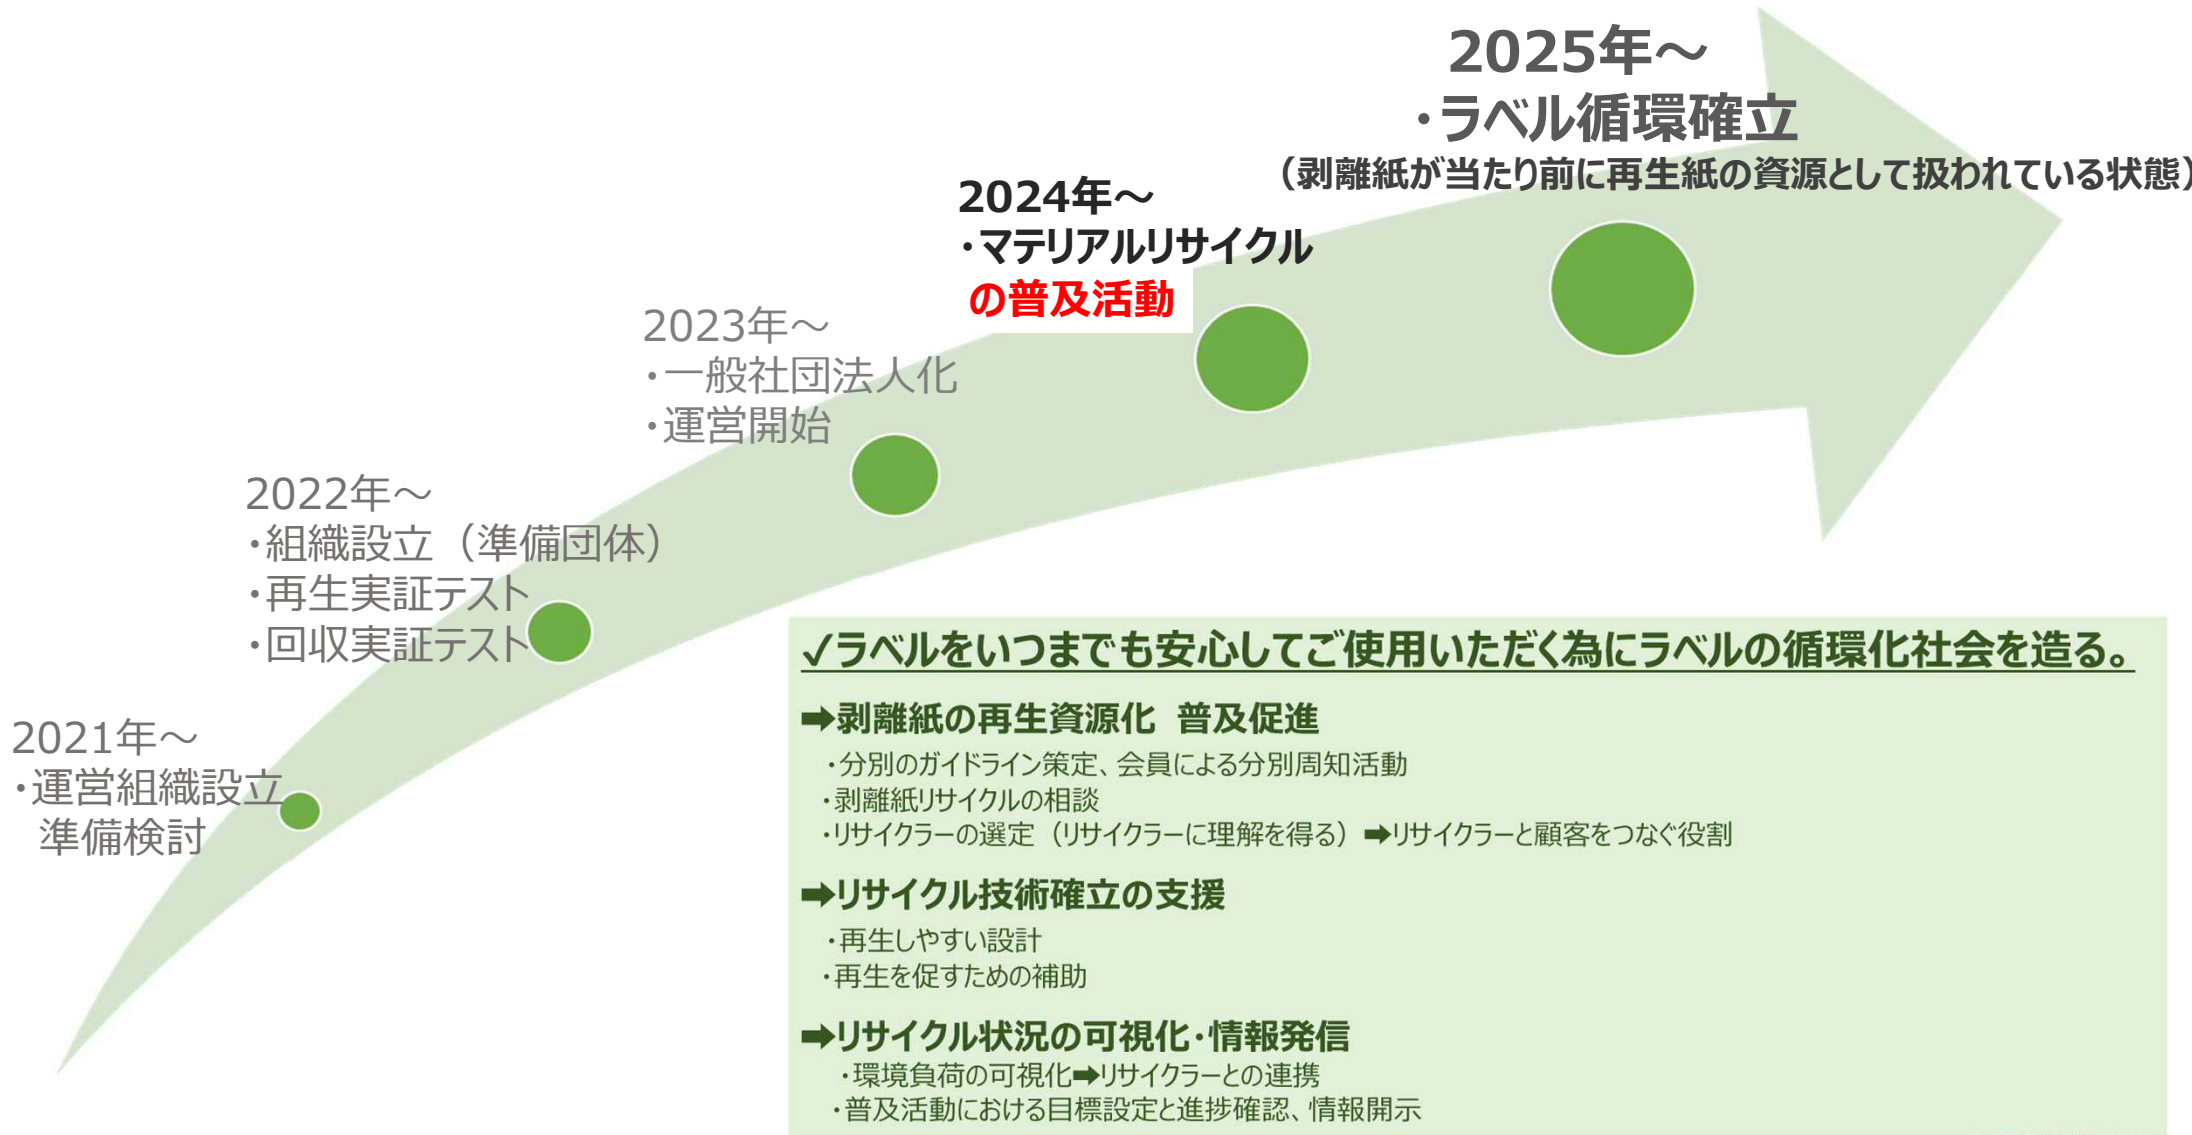 2025年～
・ラベル循環確立
（剥離紙が当たり前に再生紙の資源として扱われている状態）
2024年～
・マテリアルリサイクル
の普及活動
2023年～
・一般社団法人化
・運営開始
2022年～
・組織設立（準備団体）
・再生実証テスト
・回収実証テスト
2021年～
・運営組織設立
準備検討
✓ラベルをいつまでも安心してご使用いただく為にラベルの循環化社会を造る。
➡剥離紙の再生資源化 普及促進
・分別のガイドライン策定、会員による分別周知活動
・剥離紙リサイクルの相談
・リサイクラーの選定（リサイクラーに理解を得る）➡リサイクラーと顧客をつなぐ役割
➡リサイクル技術確立の支援
・再生しやすい設計
・再生を促すための補助
➡リサイクル状況の可視化・情報発信
・環境負荷の可視化➡リサイクラーとの連携
・普及活動における目標設定と進捗確認、情報開示